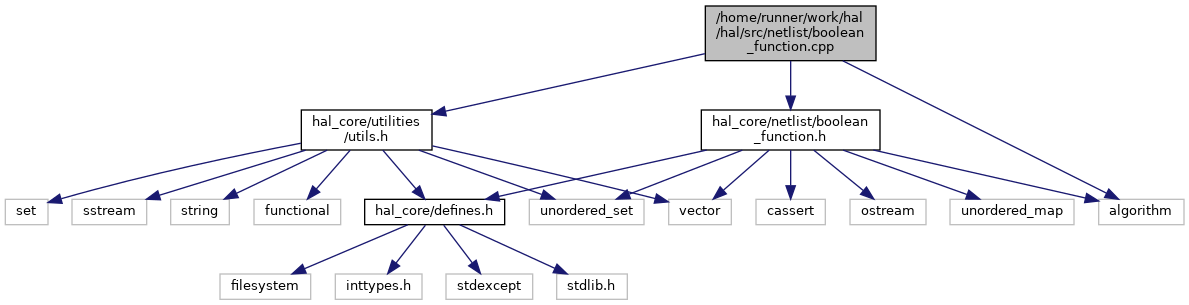 /home/runner/work/hal
/hal/src/netlist/boolean
_function.cpp
hal_core/utilities
/utils.h
hal_core/netlist/boolean
_function.h
set
sstream
string
functional
hal_core/defines.h
unordered_set
vector
cassert
ostream
unordered_map
algorithm
filesystem
inttypes.h
stdexcept
stdlib.h